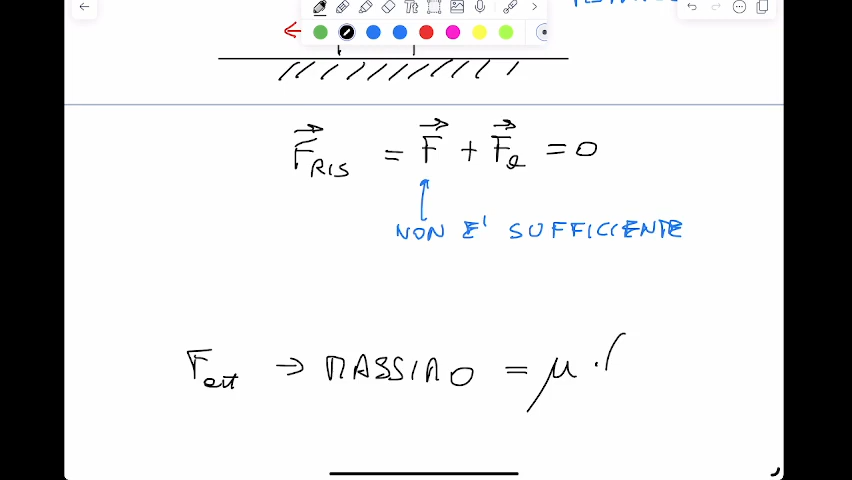 F⃗RIS = F⃗ + F⃗a = 0
NON E' SUFFICIENTE
Fatt → MASSIMO = μ · (